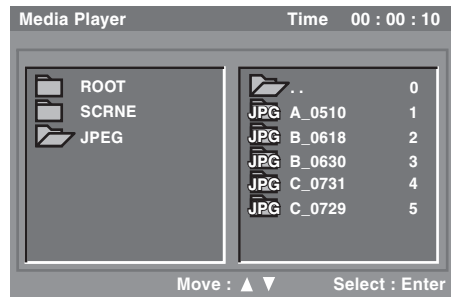 Media Player Time 00 : 00 : 10
ROOT
SCRNE
JPEG
. . 0
JPG A_0510 1
JPG B_0618 2
JPG B_0630 3
JPG C_0731 4
JPG C_0729 5
Move : ▲ ▼ Select : Enter